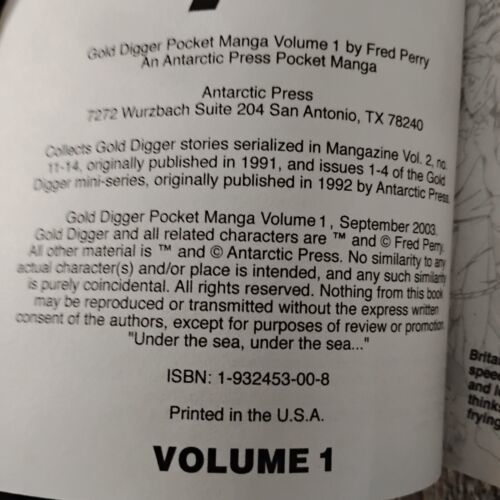 Gold Digger Pocket Manga Volume 1 by Fred Perry
An Antarctic Press Pocket Manga
Antarctic Press
7272 Wurzbach Suite 204 San Antonio, TX 78240
Collects Gold Digger stories serialized in Mangazine Vol. 2, no.
11-14, originally published in 1991, and issues 1-4 of the Gold
Digger mini-series, originally published in 1992 by Antarctic Press
Gold Digger Pocket Manga Volume 1, September 2003.
Gold Digger and all related characters are ™ and © Fred Perry.
All other material is ™ and © Antarctic Press. No similarity to any
actual character(s) and/or place is intended, and any such similarity
is purely coincidental. All rights reserved. Nothing from this book
may be reproduced or transmitted without the express written
consent of the authors, except for purposes of review or promotion
"Under the sea, under the sea..."
ISBN: 1-932453-00-8
Printed in the U.S.A.
VOLUME 1
Brita
spee
and l
think
frying